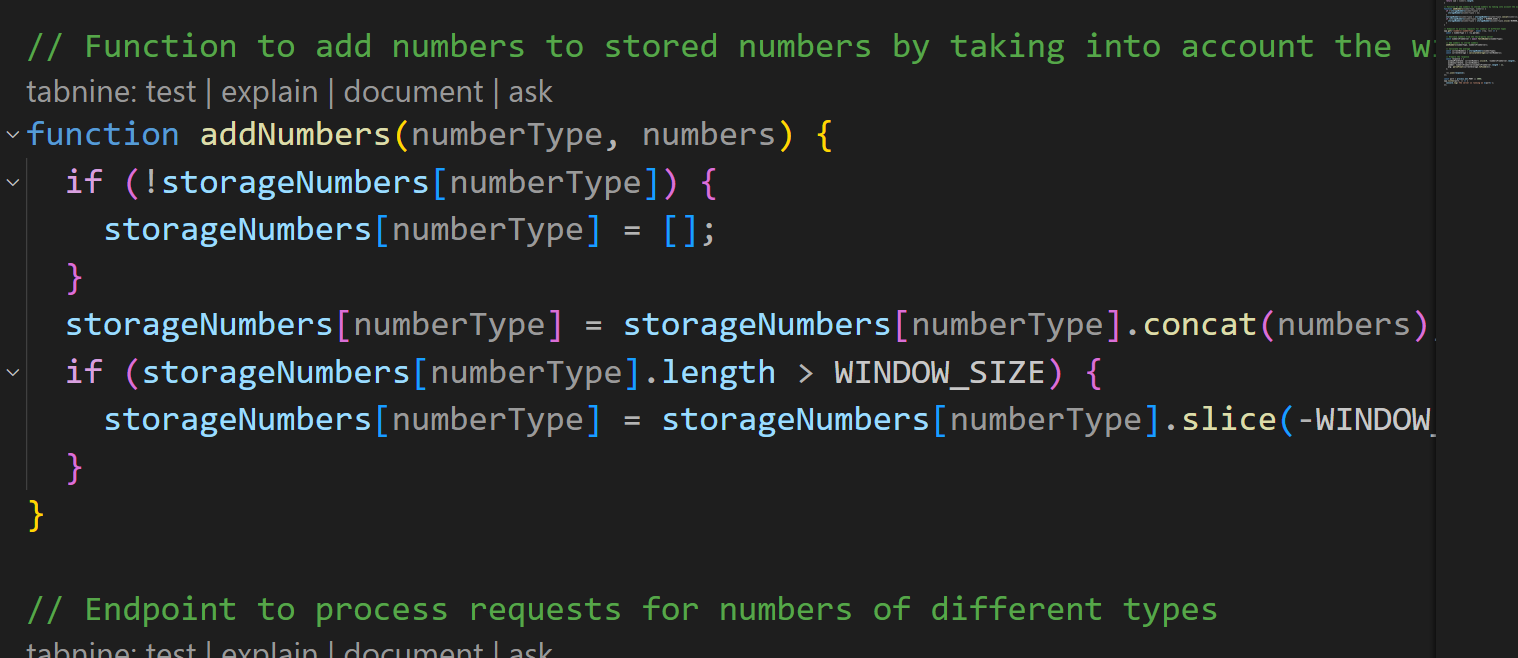 // Function to add numbers to stored numbers by taking into account the
tabnine: test | explain | document | ask
function addNumbers(numberType, numbers) {
if (!storageNumbers[numberType]) {
storageNumbers[numberType] = [];
}
storageNumbers[numberType] = storageNumbers[numberType].concat(numbers)
if (storageNumbers[numberType].length > WINDOW_SIZE) {
storageNumbers[numberType] = storageNumbers[numberType].slice(-WINDOW_
}
}
// Endpoint to process requests for numbers of different types
tabnine: test | explain | document | ask